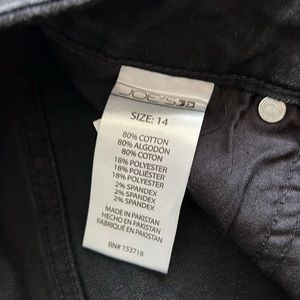 JOE'S
SIZE: 14
80% COTTON
80% ALGODÓN
80% COTON
18% POLYESTER
18% POLIÉSTER
18% POLYESTER
2% SPANDEX
2% SPANDEX
2% SPANDEX
MADE IN PAKISTAN
HECHO EN PAKISTAN
FABRIQUÉ EN PAKISTAN
RN# 153718